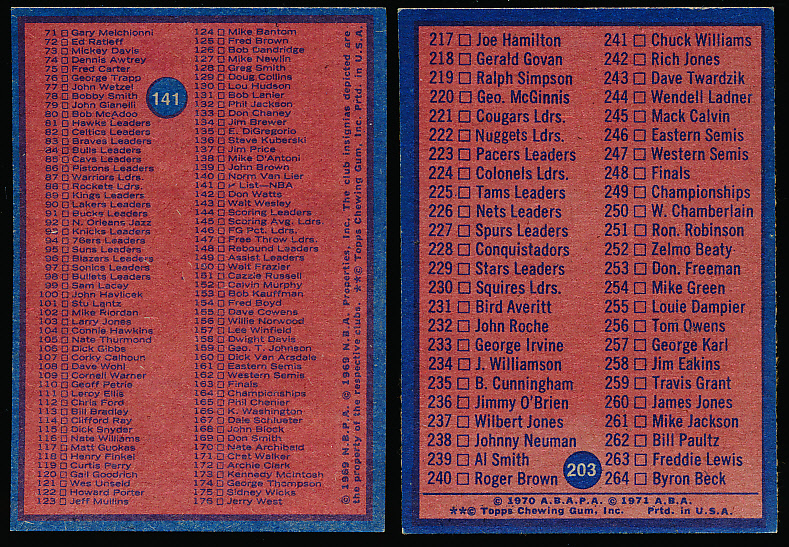 71 □ Gary Melchionni
72 □ Ed Ratleff
73 □ Mickey Davis
74 □ Dennis Awtrey
75 □ Fred Carter
76 □ George Trapp
77 □ John Wetzel
78 □ Bobby Smith
79 □ John Gianelli
80 □ Bob McAdoo
81 □ Hawks Leaders
82 □ Celtics Leaders
83 □ Braves Leaders
84 □ Bulls Leaders
85 □ Cavs Leaders
86 □ Pistons Leaders
87 □ Warriors Ldrs.
88 □ Rockets Ldrs.
89 □ Kings Leaders
90 □ Lakers Leaders
91 □ Bucks Leaders
92 □ N. Orleans Jazz
93 □ Knicks Leaders
94 □ 76ers Leaders
95 □ Suns Leaders
96 □ Blazers Leaders
97 □ Sonics Leaders
98 □ Bullets Leaders
99 □ Sam Lacey
100 □ John Havlicek
101 □ Stu Lantz
102 □ Mike Riordan
103 □ Larry Jones
104 □ Connie Hawkins
105 □ Nate Thurmond
106 □ Dick Gibbs
107 □ Corky Calhoun
108 □ Dave Wohl
109 □ Cornell Warner
110 □ Geoff Petrie
111 □ Leroy Ellis
112 □ Chris Ford
113 □ Bill Bradley
114 □ Clifford Ray
115 □ Dick Snyder
116 □ Nate Williams
117 □ Matt Guokas
118 □ Henry Finkel
119 □ Curtis Perry
120 □ Gail Goodrich
121 □ Wes Unseld
122 □ Howard Porter
123 □ Jeff Mullins
124 □ Mike Bantom
125 □ Fred Brown
126 □ Bob Dandridge
127 □ Mike Newlin
128 □ Greg Smith
129 □ Doug Collins
130 □ Lou Hudson
131 □ Bob Lanier
132 □ Phil Jackson
133 □ Don Chaney
134 □ Jim Brewer
135 □ E. DiGregorio
136 □ Steve Kuberski
137 □ Jim Price
138 □ Mike D'Antoni
139 □ John Brown
140 □ Norm Van Lier
141 □ ✓ List—NBA
142 □ Don Watts
143 □ Walt Wesley
144 □ Scoring Leaders
145 □ Scoring Avg. Ldrs.
146 □ FG Pct. Ldrs.
147 □ Free Throw Ldrs.
148 □ Rebound Leaders
149 □ Assist Leaders
150 □ Walt Frazier
151 □ Cazzie Russell
152 □ Calvin Murphy
153 □ Bob Kauffman
154 □ Fred Boyd
155 □ Dave Cowens
156 □ Willie Norwood
157 □ Lee Winfield
158 □ Dwight Davis
159 □ Geo. T. Johnson
160 □ Dick Van Arsdale
161 □ Eastern Semis
162 □ Western Semis
163 □ Finals
164 □ Championships
165 □ Phil Chenier
166 □ K. Washington
167 □ Dale Schlueter
168 □ John Block
169 □ Don Smith
170 □ Nate Archibald
171 □ Chet Walker
172 □ Archie Clark
173 □ Kennedy McIntosh
174 □ George Thompson
175 □ Sidney Wicks
176 □ Jerry West
141
© 1969 N.B.P.A. © 1969 N.B.A. Properties, Inc. The club insignias depicted are
the property of the respective clubs. **© Topps Chewing Gum, Inc. Prtd. in U.S.A.
217 □ Joe Hamilton
218 □ Gerald Govan
219 □ Ralph Simpson
220 □ Geo. McGinnis
221 □ Cougars Ldrs.
222 □ Nuggets Ldrs.
223 □ Pacers Leaders
224 □ Colonels Ldrs.
225 □ Tams Leaders
226 □ Nets Leaders
227 □ Spurs Leaders
228 □ Conquistadors
229 □ Stars Leaders
230 □ Squires Ldrs.
231 □ Bird Averitt
232 □ John Roche
233 □ George Irvine
234 □ J. Williamson
235 □ B. Cunningham
236 □ Jimmy O'Brien
237 □ Wilbert Jones
238 □ Johnny Neuman
239 □ Al Smith
240 □ Roger Brown
241 □ Chuck Williams
242 □ Rich Jones
243 □ Dave Twardzik
244 □ Wendell Ladner
245 □ Mack Calvin
246 □ Eastern Semis
247 □ Western Semis
248 □ Finals
249 □ Championships
250 □ W. Chamberlain
251 □ Ron. Robinson
252 □ Zelmo Beaty
253 □ Don. Freeman
254 □ Mike Green
255 □ Louie Dampier
256 □ Tom Owens
257 □ George Karl
258 □ Jim Eakins
259 □ Travis Grant
260 □ James Jones
261 □ Mike Jackson
262 □ Bill Paultz
263 □ Freddie Lewis
264 □ Byron Beck
203
© 1970 A.B.A.P.A. © 1971 A.B.A.
**© Topps Chewing Gum, Inc. Prtd. in U.S.A.